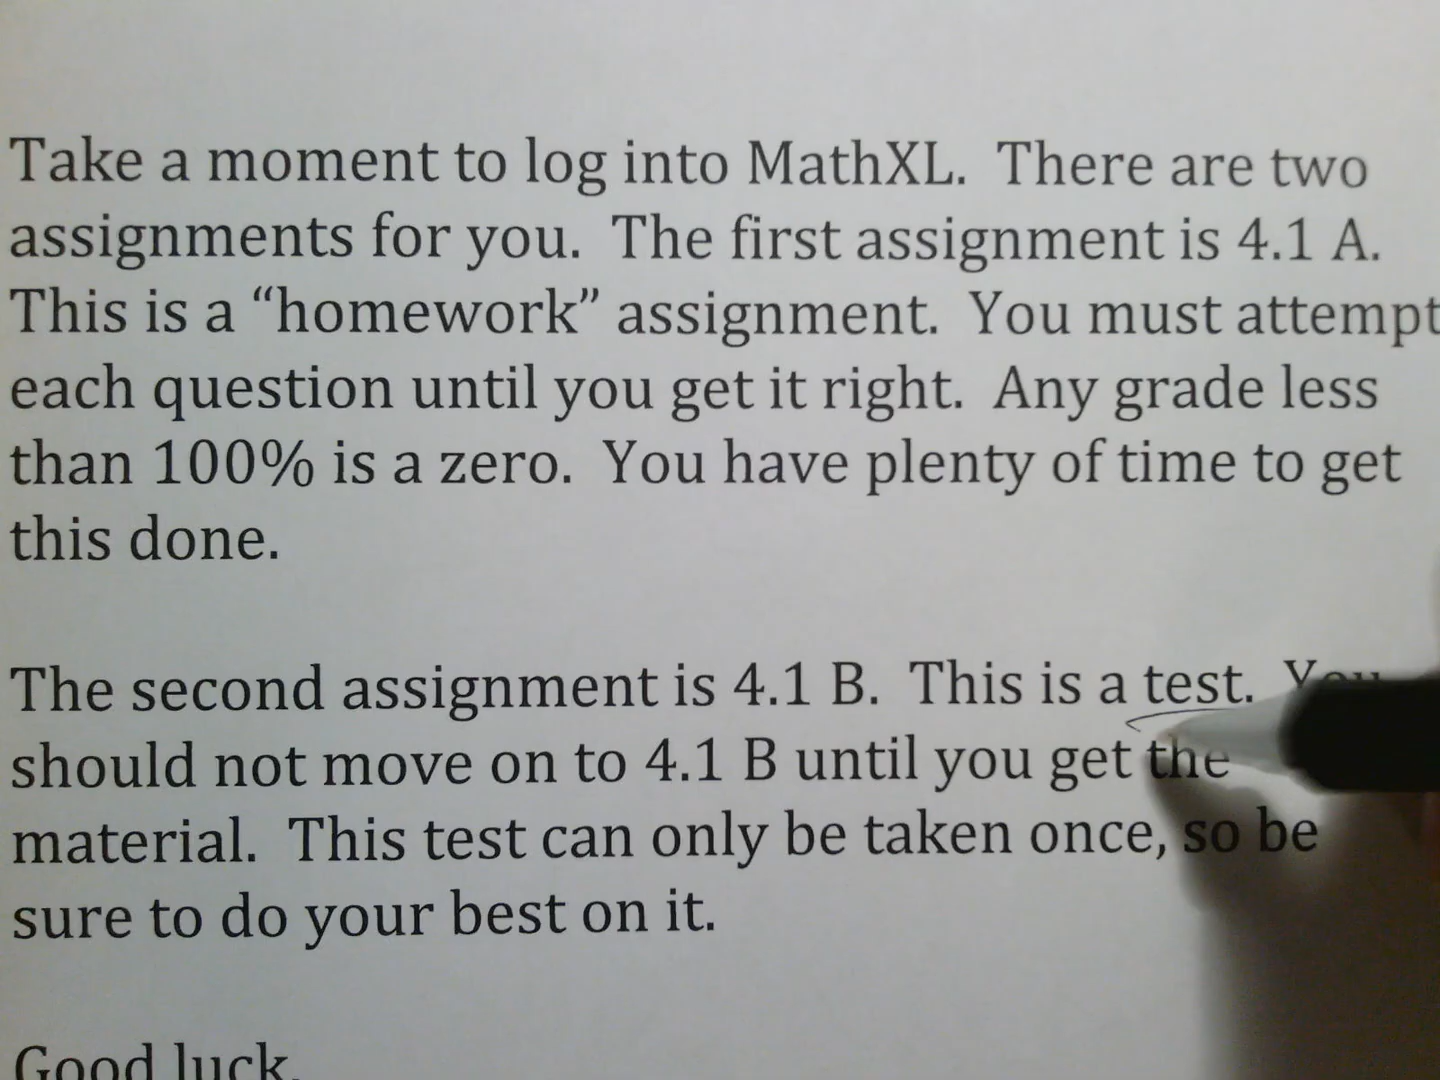 Take a moment to log into MathXL. There are two
assignments for you. The first assignment is 4.1 A.
This is a “homework” assignment. You must attempt
each question until you get it right. Any grade less
than 100% is a zero. You have plenty of time to get
this done.
The second assignment is 4.1 B. This is a test. You
should not move on to 4.1 B until you get the
material. This test can only be taken once, so be
sure to do your best on it.
Good luck.